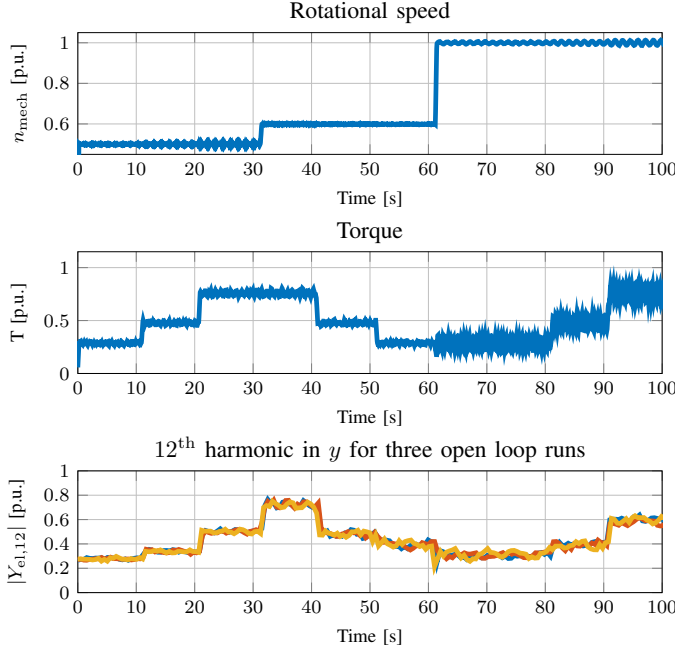 Rotational speed
1
0.6
n_mech [p.u.]
0 10 20 30 40 50 60 70 80 90 100
Time [s]
Torque
1
0.5
0
T [p.u.]
0 10 20 30 40 50 60 70 80 90 100
Time [s]
12^th harmonic in y for three open loop runs
1
0.8
0.6
0.4
0.2
0
|Y_el,12| [p.u.]
0 10 20 30 40 50 60 70 80 90 100
Time [s]